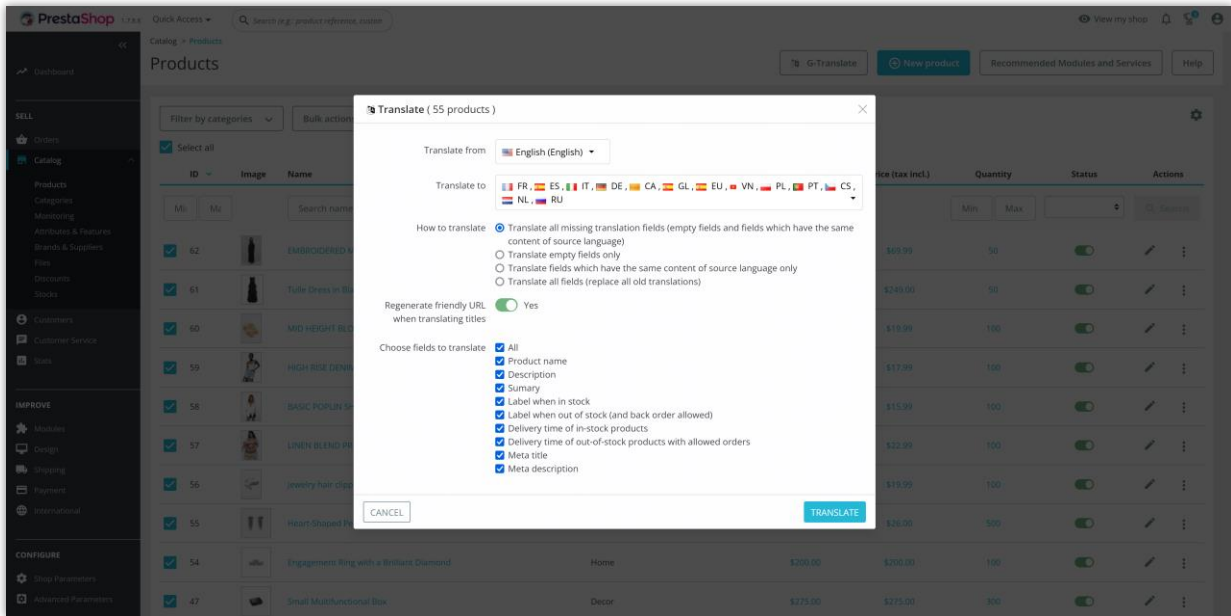 PrestaShop
Quick Access
Search (e.g.: product reference, custom
View my shop
Catalog > Products
Products
G-Translate
New product
Recommended Modules and Services
Help
Dashboard
SELL
Orders
Catalog
Products
Categories
Monitoring
Attributes & Features
Brands & Suppliers
Files
Discounts
Stocks
Customers
Customer Service
Stats
IMPROVE
Modules
Design
Shipping
Payment
International
CONFIGURE
Shop Parameters
Advanced Parameters
Filter by categories
Bulk action
Select all
ID Image Name rice (tax incl.) Quantity Status Actions
Search name Min Max Search
62 EMBROIDERED $69.99 50
61 Tulle Dress in Blu $249.00 50
60 MID HEIGHT BLO $19.99 100
59 HIGH RISE DENIM $17.99 100
58 BASIC POPLIN SH $15.99 100
57 LINEN BLEND PR $22.99 100
56 jewelry hair clip $19.99 100
55 Heart-Shaped Pe $26.00 500
54 Engagement Ring with a Brilliant Diamond Home $200.00 $200.00 100
47 Small Multifunctional Box Decor $275.00 $275.00 300
Translate ( 55 products )
Translate from English (English)
Translate to FR , ES , IT , DE , CA , GL , EU , VN , PL , PT , CS ,
NL , RU
How to translate Translate all missing translation fields (empty fields and fields which have the same
content of source language)
Translate empty fields only
Translate fields which have the same content of source language only
Translate all fields (replace all old translations)
Regenerate friendly URL Yes
when translating titles
Choose fields to translate All
Product name
Description
Sumary
Label when in stock
Label when out of stock (and back order allowed)
Delivery time of in-stock products
Delivery time of out-of-stock products with allowed orders
Meta title
Meta description
CANCEL
TRANSLATE